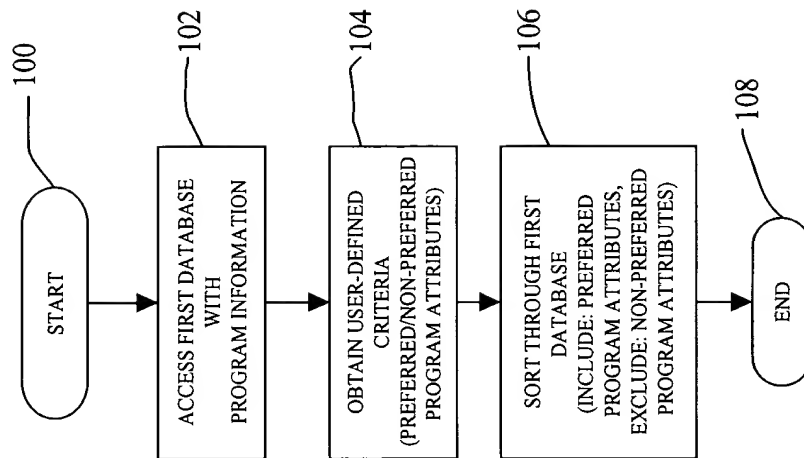 START
100
ACCESS FIRST DATABASE
WITH
PROGRAM INFORMATION
102
OBTAIN USER-DEFINED
CRITERIA
(PREFERRED/NON-PREFERRED
PROGRAM ATTRIBUTES)
104
SORT THROUGH FIRST
DATABASE
(INCLUDE: PREFERRED
PROGRAM ATTRIBUTES,
EXCLUDE: NON-PREFERRED
PROGRAM ATTRIBUTES)
106
END
108